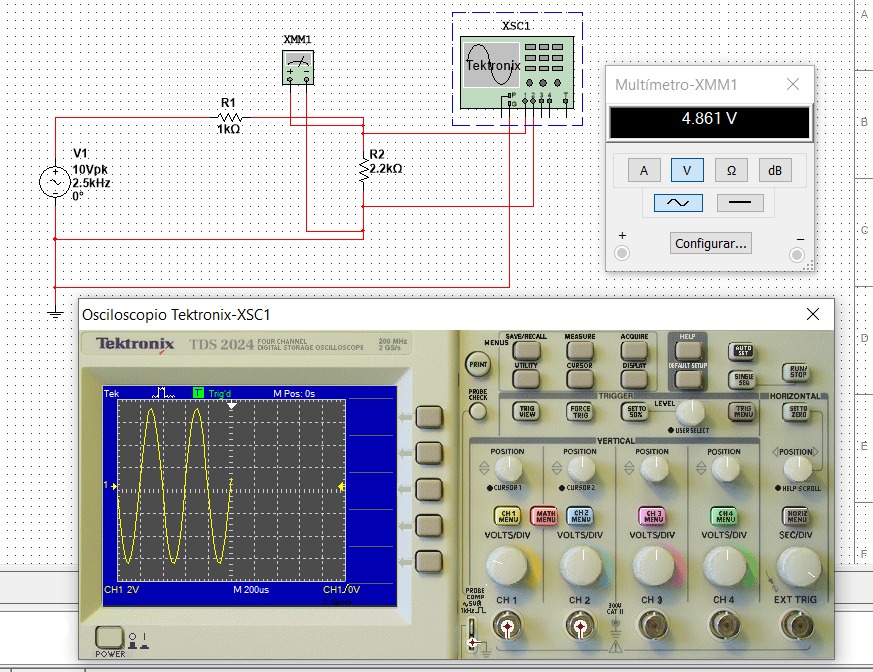 XMM1
XSC1
Tektronix
P
G
1 2 3 4 T
R1
1kΩ
V1
10Vpk
2.5kHz
0°
R2
2.2kΩ
A
B
C
D
E
F
Multímetro-XMM1
4.861 V
A V Ω dB
+ Configurar... −
Osciloscopio Tektronix-XSC1
Tektronix TDS 2024 FOUR CHANNEL
DIGITAL STORAGE OSCILLOSCOPE
200 MHz
2 GS/s
Tek T Trig'd M Pos: 0s
1
CH1 2V M 200us CH1/0V
POWER
MENUS SAVE/RECALL MEASURE ACQUIRE HELP
PRINT UTILITY CURSOR DISPLAY DEFAULT SETUP
AUTO SET
SINGLE SEQ
RUN/STOP
PROBE CHECK
TRIGGER HORIZONTAL
TRIG VIEW FORCE TRIG SET TO 50% LEVEL TRIG MENU SET TO ZERO
USER SELECT
VERTICAL
POSITION POSITION POSITION POSITION POSITION
CURSOR 1 CURSOR 2 HELP SCROLL
CH 1 MENU MATH MENU CH 2 MENU CH 3 MENU CH 4 MENU HORIZ MENU
VOLTS/DIV VOLTS/DIV VOLTS/DIV VOLTS/DIV SEC/DIV
PROBE COMP
~5V@
1kHz
CH 1 CH 2 CH 3 CH 4 EXT TRIG
300V
CAT II